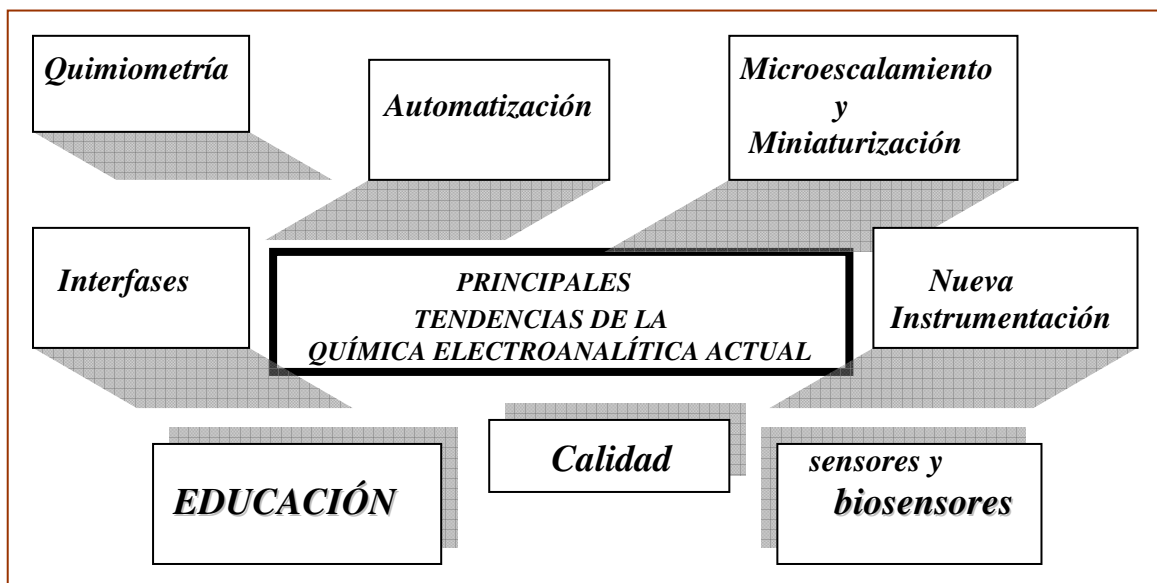 Quimiometría
Automatización
Microescalamiento
y
Miniaturización
Interfases
PRINCIPALES
TENDENCIAS DE LA
QUÍMICA ELECTROANALÍTICA ACTUAL
Nueva
Instrumentación
EDUCACIÓN
Calidad
sensores y
biosensores